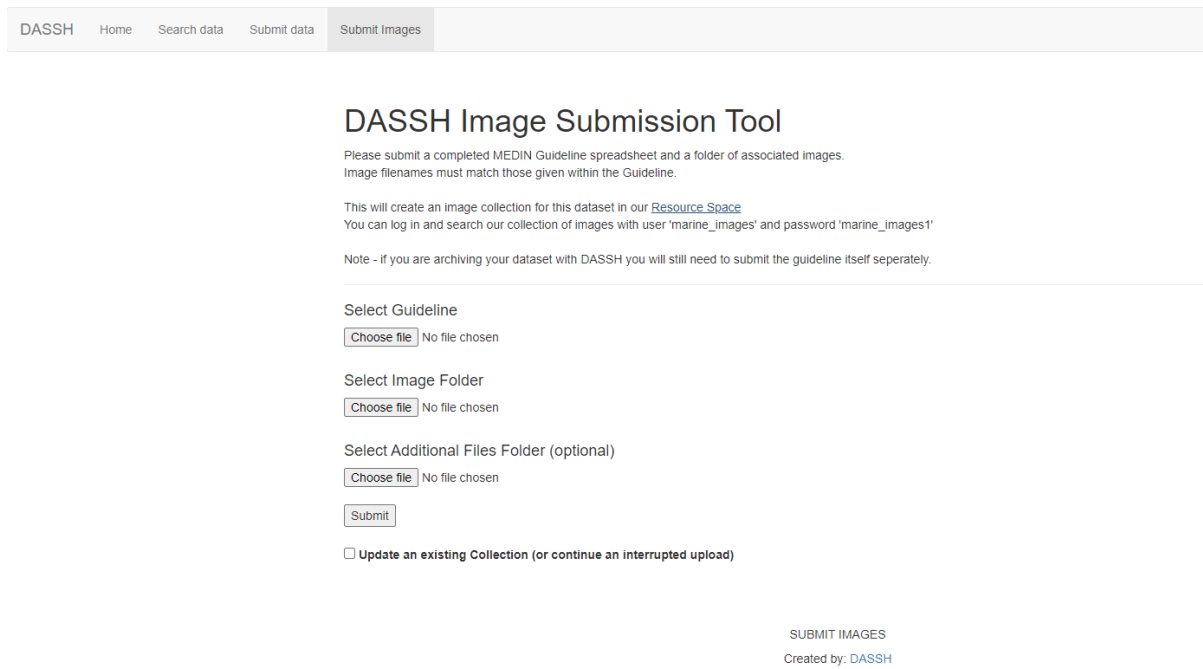 DASSH Home Search data Submit data Submit Images
DASSH Image Submission Tool
Please submit a completed MEDIN Guideline spreadsheet and a folder of associated images.
Image filenames must match those given within the Guideline.
This will create an image collection for this dataset in our Resource Space
You can log in and search our collection of images with user 'marine_images' and password 'marine_images1'
Note - if you are archiving your dataset with DASSH you will still need to submit the guideline itself seperately.
Select Guideline
Choose file No file chosen
Select Image Folder
Choose file No file chosen
Select Additional Files Folder (optional)
Choose file No file chosen
Submit
Update an existing Collection (or continue an interrupted upload)
SUBMIT IMAGES
Created by: DASSH